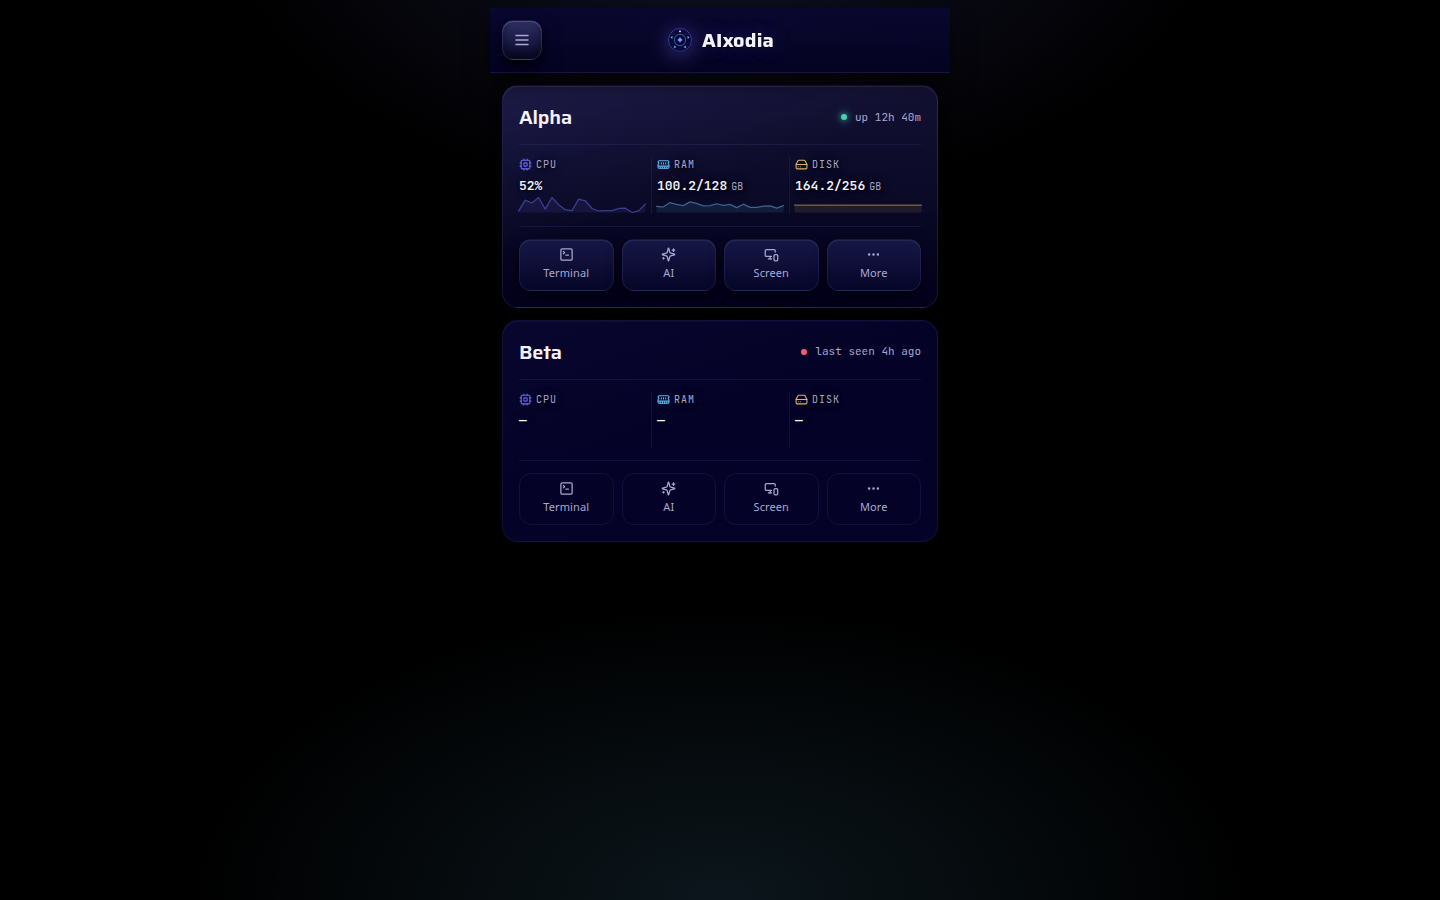 AIxodia
Alpha
up 12h 40m
CPU
RAM
DISK
52%
100.2/128 GB
164.2/256 GB
Terminal
AI
Screen
More
Beta
last seen 4h ago
CPU
RAM
DISK
—
—
—
Terminal
AI
Screen
More